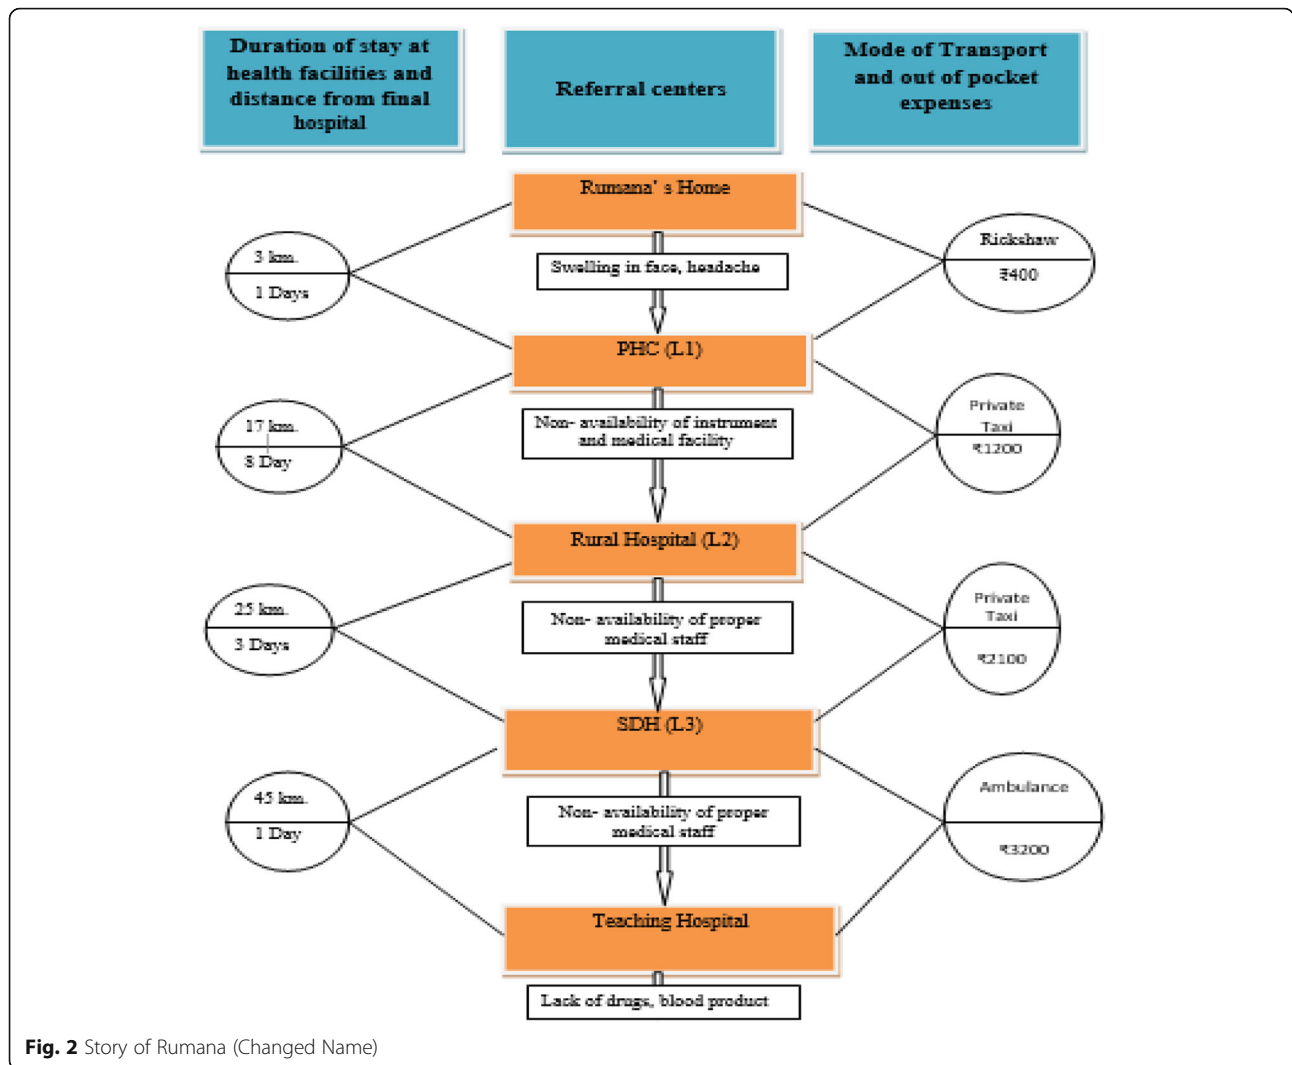 Duration of stay at
health facilities and
distance from final
hospital
Referral centers
Mode of Transport
and out of pocket
expenses
Rumana' s Home
3 km.
1 Days
Swelling in face, headache
Rickshaw
₹400
PHC (L1)
17 km.
8 Day
Non- availability of instrument
and medical facility
Private
Taxi
₹1200
Rural Hospital (L2)
25 km.
3 Days
Non- availability of proper
medical staff
Private
Taxi
₹2100
SDH (L3)
45 km.
1 Day
Non- availability of proper
medical staff
Ambulance
₹3200
Teaching Hospital
Lack of drugs, blood product
Fig. 2 Story of Rumana (Changed Name)